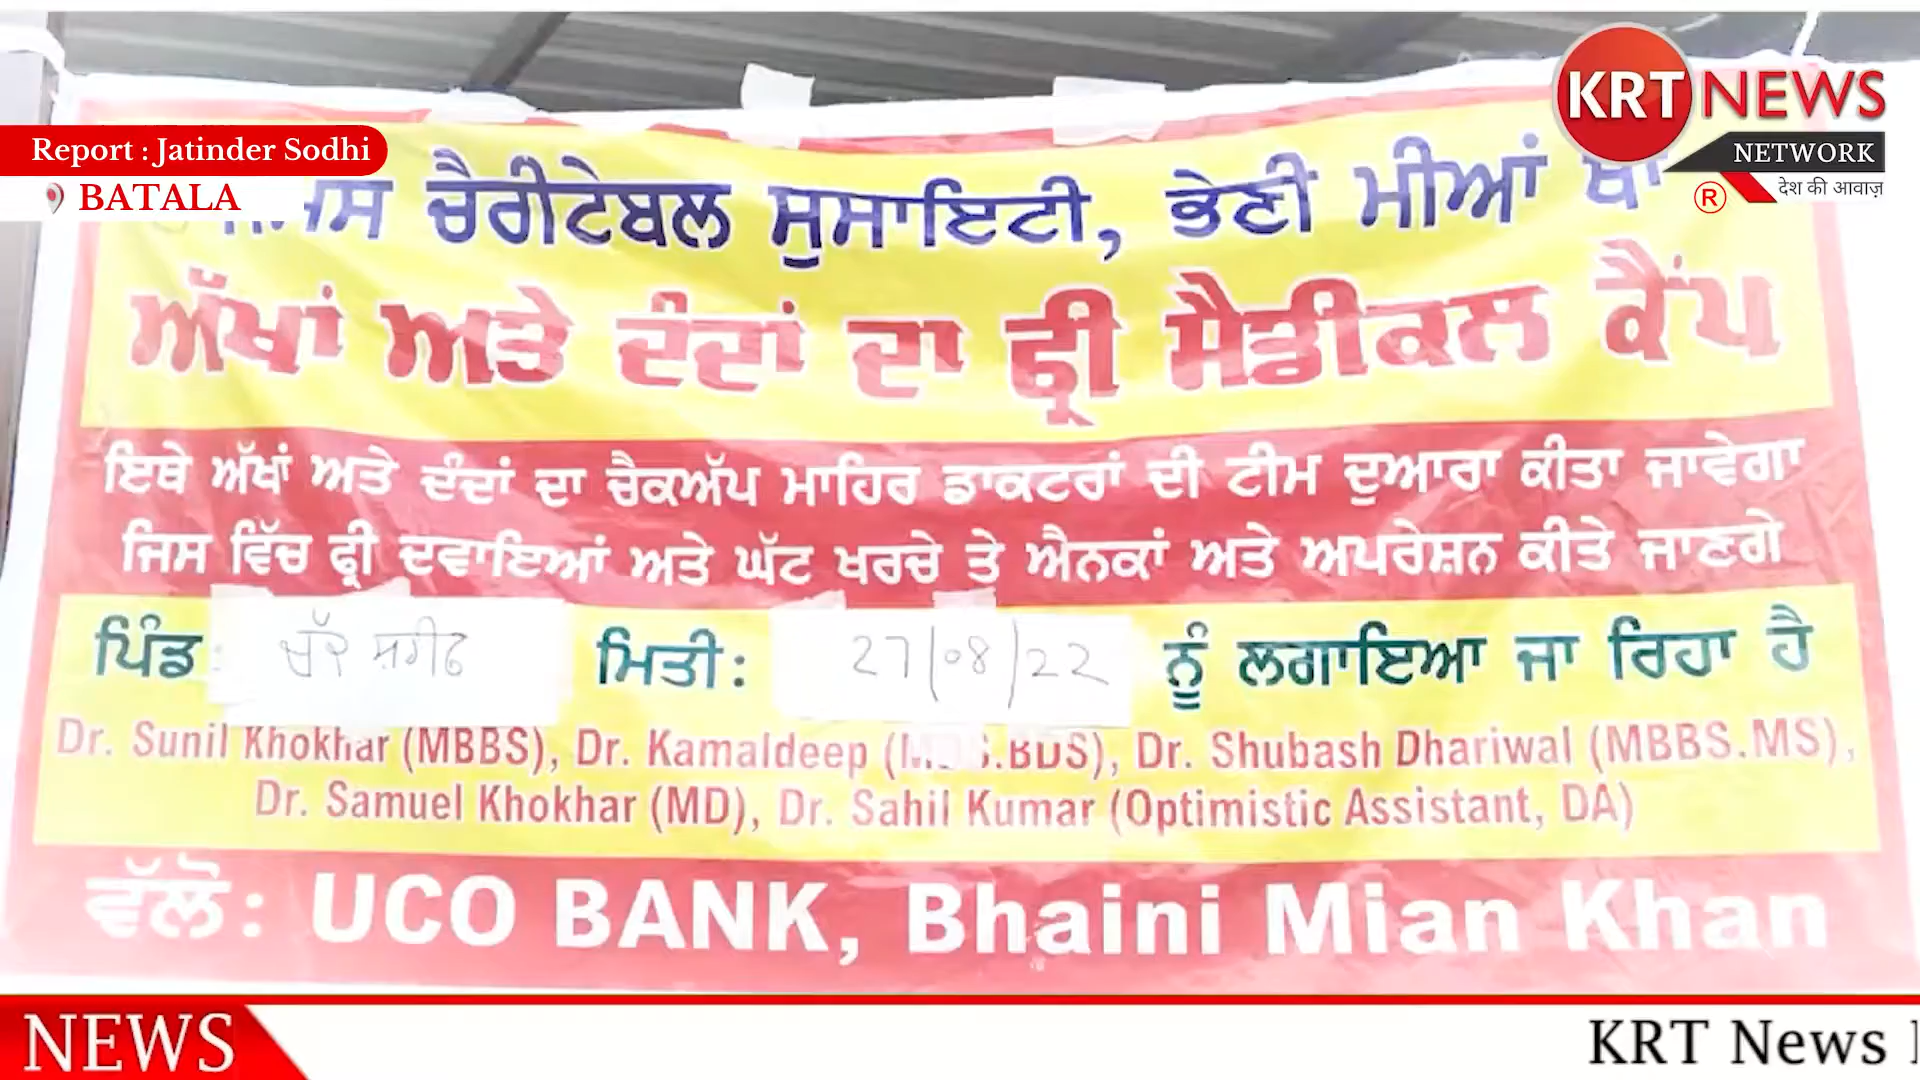 KRT NEWS
NETWORK
देश की आवाज़
®
Report : Jatinder Sodhi
BATALA
ਚੈਰੀਟੇਬਲ ਸੁਸਾਇਟੀ, ਭੇਣੀ ਮੀਆਂ ਖਾਂ
ਅੱਖਾਂ ਅਤੇ ਦੰਦਾਂ ਦਾ ਫ੍ਰੀ ਮੈਡੀਕਲ ਕੈਂਪ
ਇਥੇ ਅੱਖਾਂ ਅਤੇ ਦੰਦਾਂ ਦਾ ਚੈਕਅੱਪ ਮਾਹਿਰ ਡਾਕਟਰਾਂ ਦੀ ਟੀਮ ਦੁਆਰਾ ਕੀਤਾ ਜਾਵੇਗਾ
ਜਿਸ ਵਿੱਚ ਫ੍ਰੀ ਦਵਾਇਆਂ ਅਤੇ ਘੱਟ ਖਰਚੇ ਤੇ ਐਨਕਾਂ ਅਤੇ ਅਪਰੇਸ਼ਨ ਕੀਤੇ ਜਾਣਗੇ
ਪਿੰਡ: ਚੱਕ ਸ਼ਰੀਫ ਮਿਤੀ: 27/08/22 ਨੂੰ ਲਗਾਇਆ ਜਾ ਰਿਹਾ ਹੈ
Dr. Sunil Khokhar (MBBS), Dr. Kamaldeep Dr. Shubash Dhariwal (MBBS.MS),
Dr. Samuel Khokhar (MD), Dr. Sahil Kumar (Optimistic Assistant, DA)
ਵੱਲੋ: UCO BANK, Bhaini Mian Khan
NEWS
KRT News